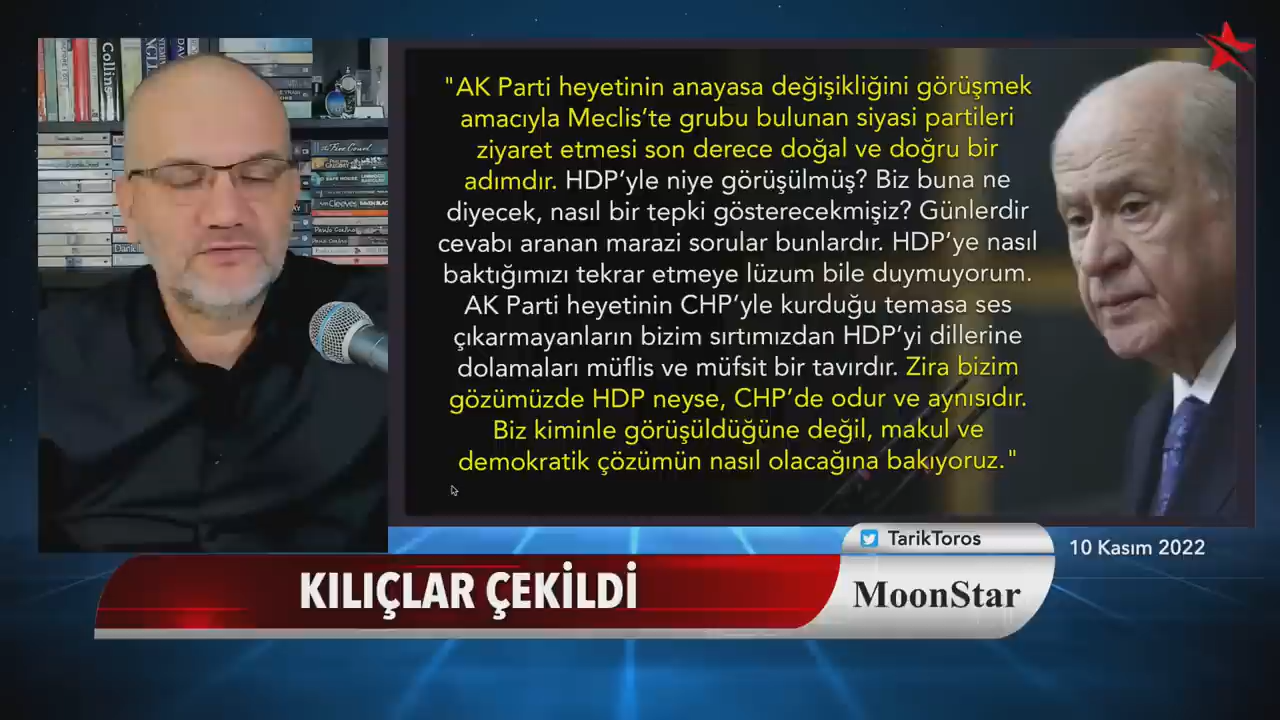 "AK Parti heyetinin anayasa değişikliğini görüşmek
amacıyla Meclis'te grubu bulunan siyasi partileri
ziyaret etmesi son derece doğal ve doğru bir
adımdır. HDP'yle niye görüşülmüş? Biz buna ne
diyecek, nasıl bir tepki gösterecekmişiz? Günlerdir
cevabı aranan marazi sorular bunlardır. HDP'ye nasıl
baktığımızı tekrar etmeye lüzum bile duymuyorum.
AK Parti heyetinin CHP'yle kurduğu temasa ses
çıkarmayanların bizim sırtımızdan HDP'yi dillerine
dolamaları müflis ve müfsit bir tavırdır. Zira bizim
gözümüzde HDP neyse, CHP'de odur ve aynısıdır.
Biz kiminle görüşüldüğüne değil, makul ve
demokratik çözümün nasıl olacağına bakıyoruz."
TarikToros
10 Kasım 2022
KILIÇLAR ÇEKİLDİ
MoonStar
Collins